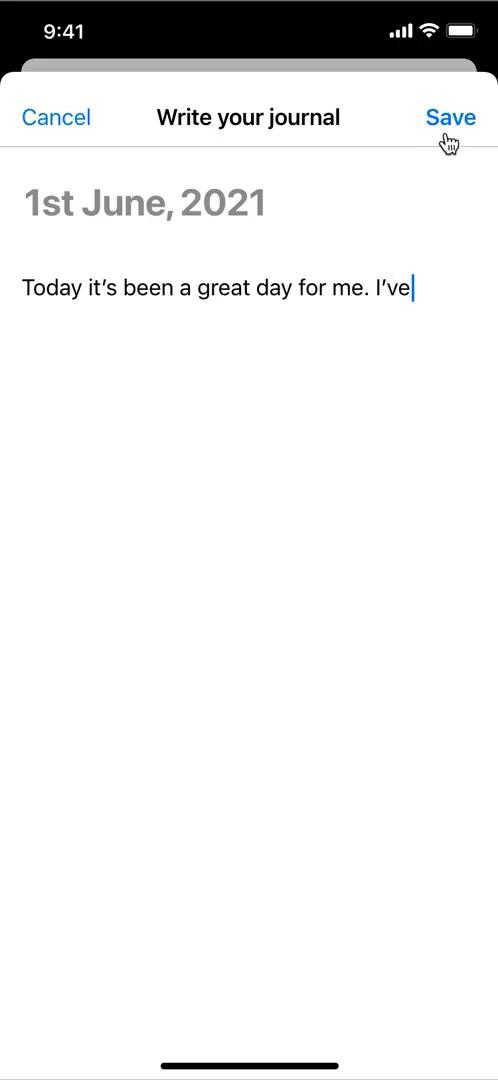 9:41
Cancel Write your journal Save
1st June, 2021
Today it’s been a great day for me. I’ve